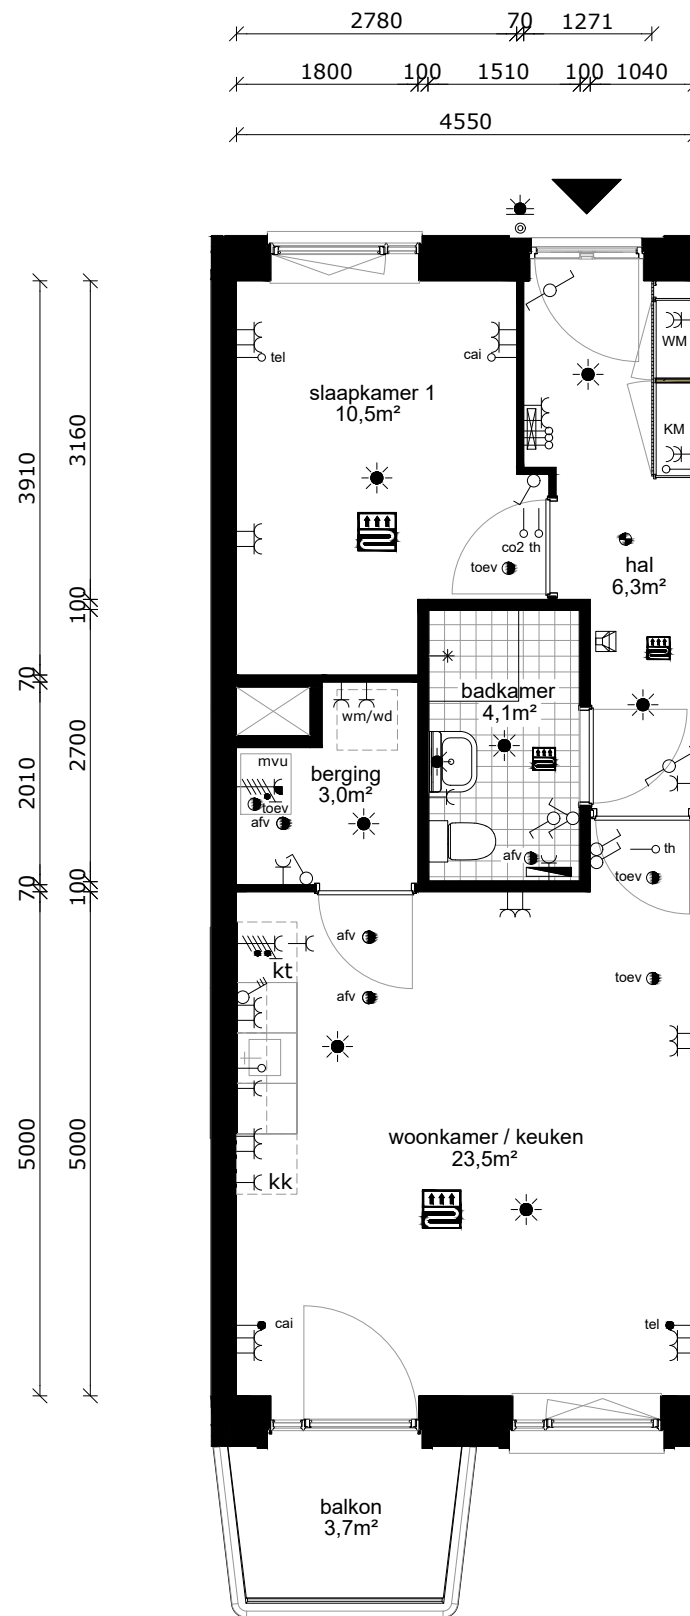 2780 70 1271
1800 100 1510 100 1040
4550
3910
70
2010
70
5000
3160
100
2700
100
5000
tel
cai
WM
KM
slaapkamer 1
10,5m²
co2 th
toev
hal
6,3m²
badkamer
4,1m²
wm/wd
mvu
berging
3,0m²
toev
afv
afv
th
toev
afv
toev
kt
afv
woonkamer / keuken
23,5m²
kk
cai
tel
balkon
3,7m²